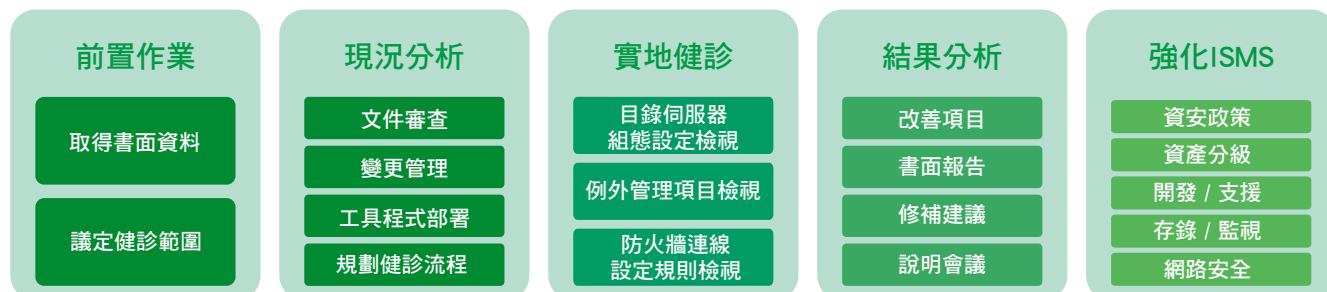 前置作業
取得書面資料
議定健診範圍
現況分析
文件審查
變更管理
工具程式部署
規劃健診流程
實地健診
目錄伺服器
組態設定檢視
例外管理項目檢視
防火牆連線
設定規則檢視
結果分析
改善項目
書面報告
修補建議
說明會議
強化ISMS
資安政策
資產分級
開發 / 支援
存錄 / 監視
網路安全